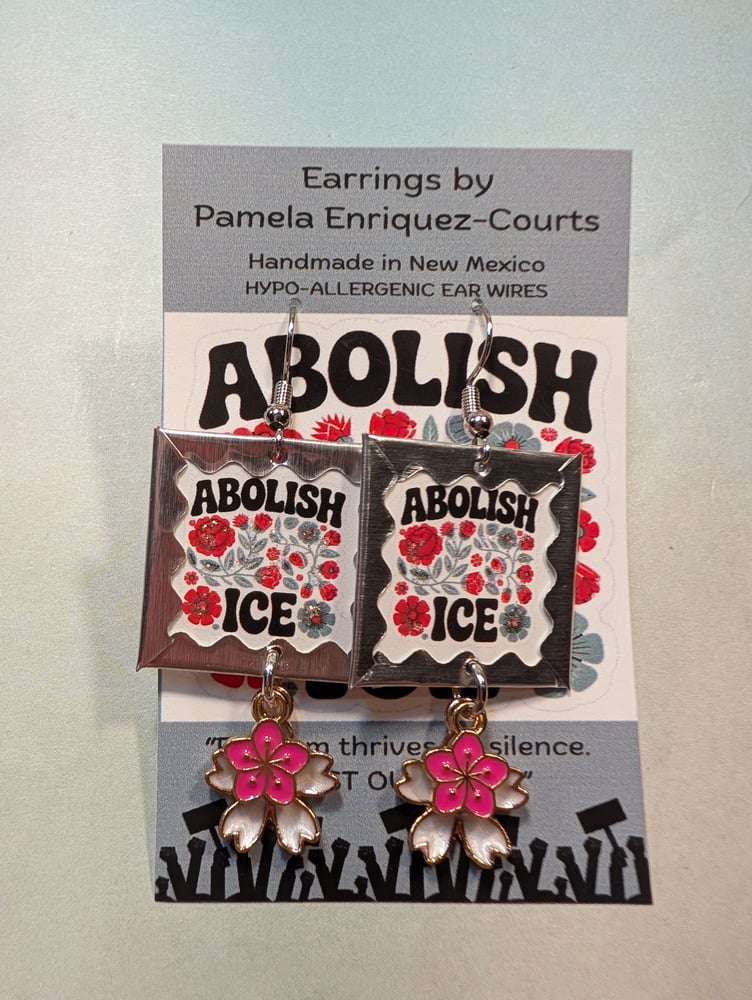 Earrings by
Pamela Enriquez-Courts
Handmade in New Mexico
HYPO-ALLERGENIC EAR WIRES
ABOLISH
ABOLISH
ICE
ABOLISH
ICE
thrives silence.